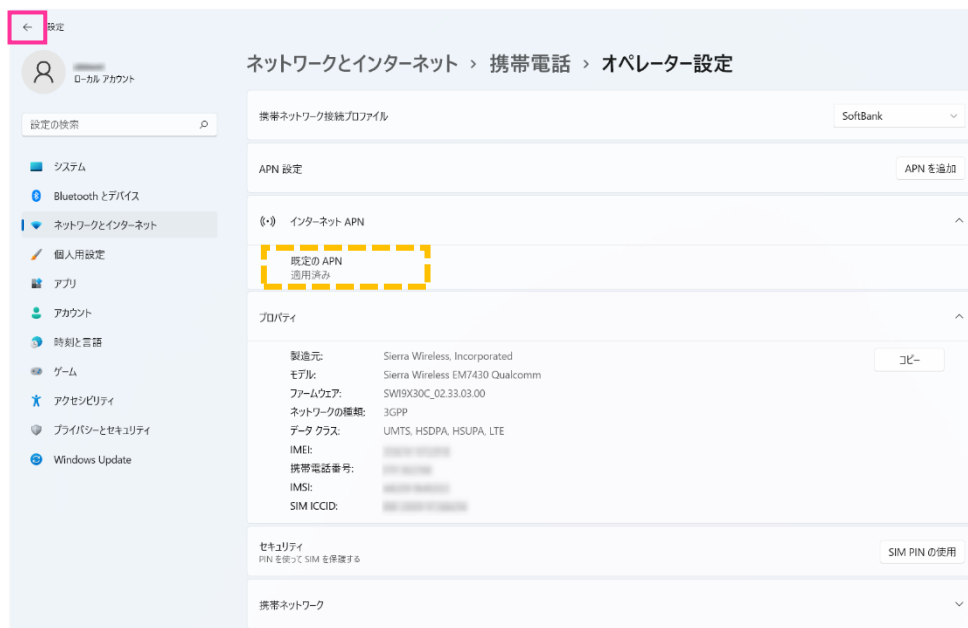 設定
ローカル アカウント
設定の検索
システム
Bluetooth とデバイス
ネットワークとインターネット
個人用設定
アプリ
アカウント
時刻と言語
ゲーム
アクセシビリティ
プライバシーとセキュリティ
Windows Update
ネットワークとインターネット › 携帯電話 › オペレーター設定
携帯ネットワーク接続プロファイル
SoftBank
APN 設定
APN を追加
インターネット APN
既定の APN
適用済み
プロパティ
コピー
製造元: Sierra Wireless, Incorporated
モデル: Sierra Wireless EM7430 Qualcomm
ファームウェア: SWI9X30C_02.33.03.00
ネットワークの種類: 3GPP
データ クラス: UMTS, HSDPA, HSUPA, LTE
IMEI:
携帯電話番号:
IMSI:
SIM ICCID:
セキュリティ
PIN を使って SIM を保護する
SIM PIN の使用
携帯ネットワーク